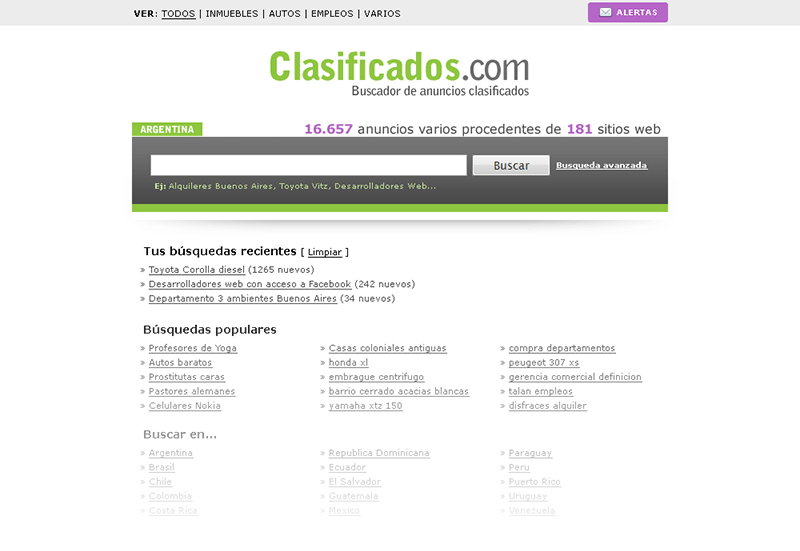 VER: TODOS | INMUEBLES | AUTOS | EMPLEOS | VARIOS
ALERTAS
Clasificados.com
Buscador de anuncios clasificados
ARGENTINA
16.657 anuncios varios procedentes de 181 sitios web
Buscar
Busqueda avanzada
Ej: Alquileres Buenos Aires, Toyota Vitz, Desarrolladores Web...
Tus búsquedas recientes [ Limpiar ]
» Toyota Corolla diesel (1265 nuevos)
» Desarrolladores web con acceso a Facebook (242 nuevos)
» Departamento 3 ambientes Buenos Aires (34 nuevos)
Búsquedas populares
» Profesores de Yoga
» Autos baratos
» Prostitutas caras
» Pastores alemanes
» Celulares Nokia
» Casas coloniales antiguas
» honda xl
» embrague centrifugo
» barrio cerrado acacias blancas
» yamaha xtz 150
» compra departamentos
» peugeot 307 xs
» gerencia comercial definicion
» talan empleos
» disfraces alquiler
Buscar en...
» Argentina
» Brasil
» Chile
» Colombia
» Costa Rica
» Republica Dominicana
» Ecuador
» El Salvador
» Guatemala
» Mexico
» Paraguay
» Peru
» Puerto Rico
» Uruguay
» Venezuela